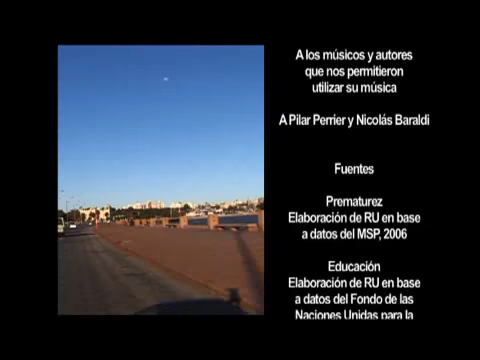 A los músicos y autores
que nos permitieron
utilizar su música
A Pilar Perrier y Nicolás Baraldi
Fuentes
Prematurez
Elaboración de RU en base
a datos del MSP, 2006
Educación
Elaboración de RU en base
a datos del Fondo de las
Naciones Unidas para la